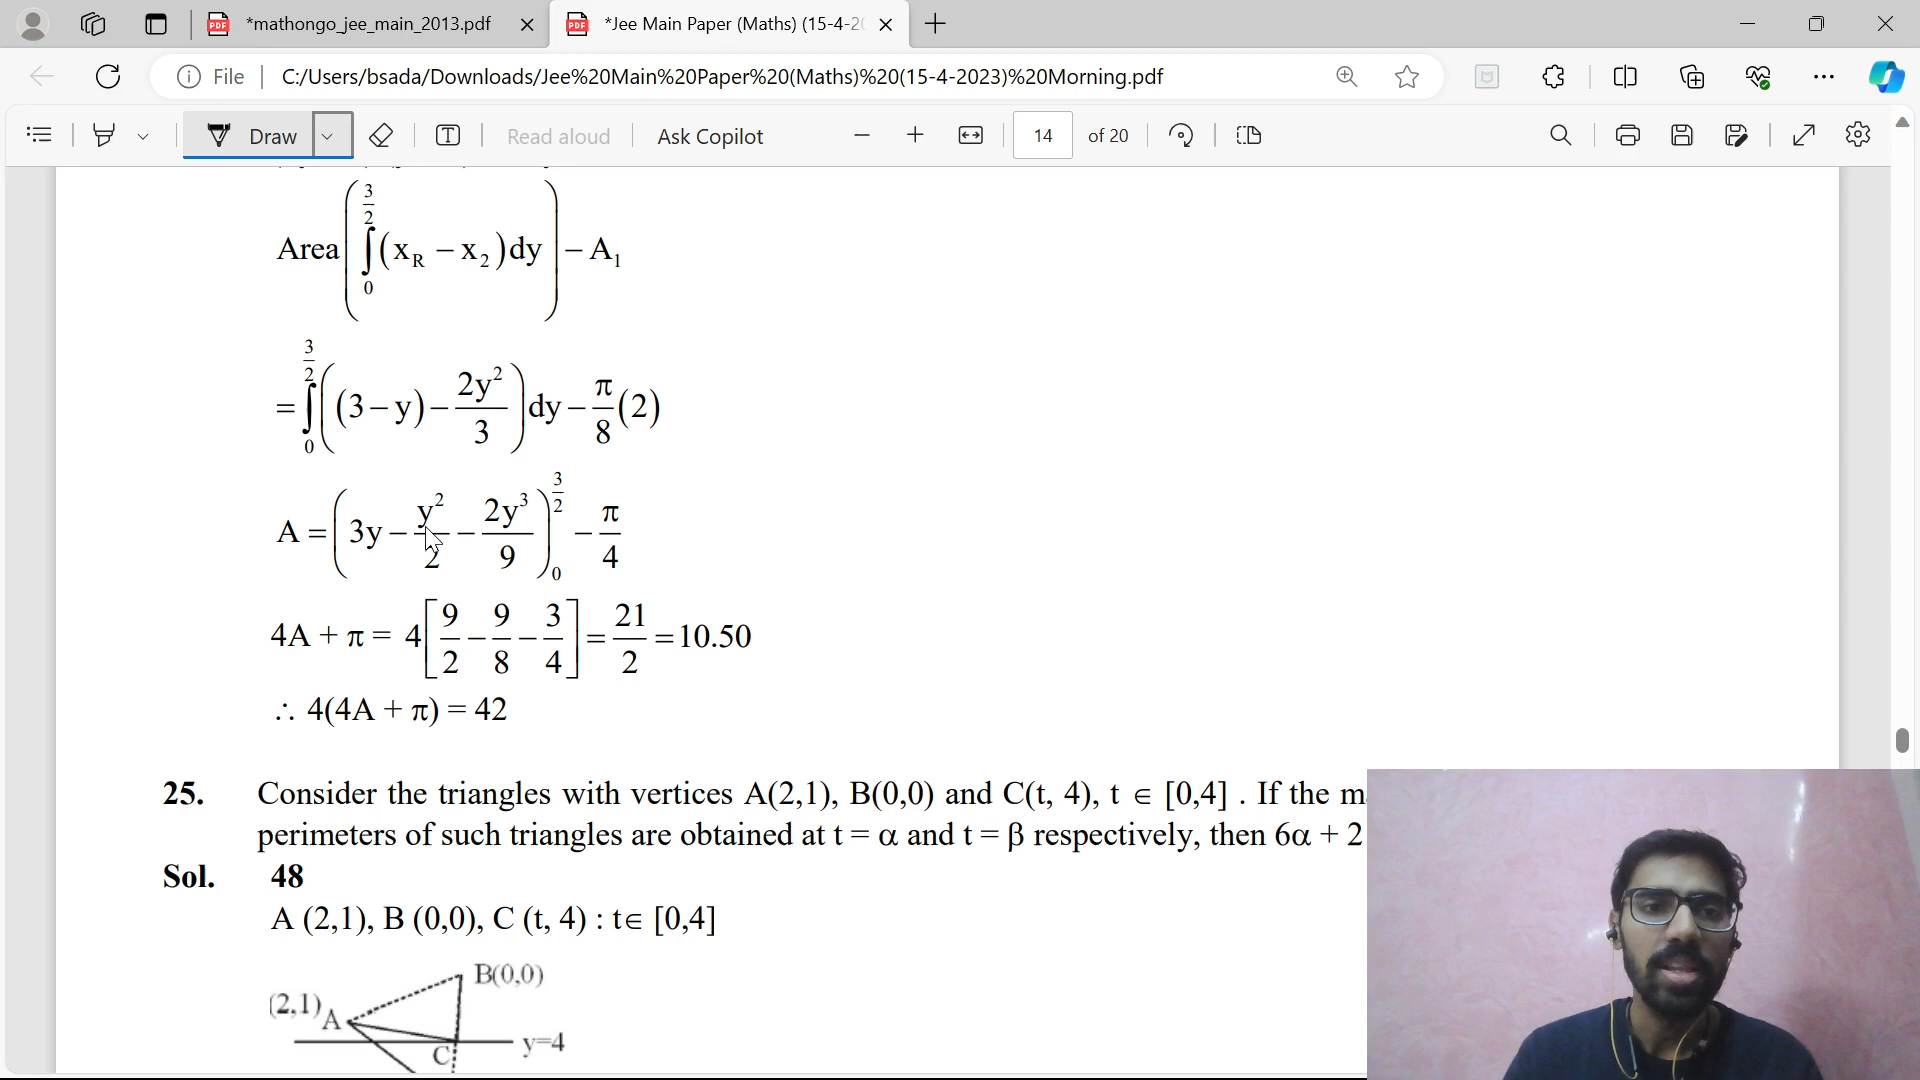 *mathongo_jee_main_2013.pdf
*Jee Main Paper (Maths) (15-4-20
File
C:/Users/bsada/Downloads/Jee%20Main%20Paper%20(Maths)%20(15-4-2023)%20Morning.pdf
Draw
Read aloud
Ask Copilot
14 of 20
Area ( ∫₀^{3/2} (x_R − x₂) dy ) − A₁
= ∫₀^{3/2} ( (3 − y) − 2y²/3 ) dy − π/8 (2)
A = ( 3y − y²/2 − 2y³/9 )₀^{3/2} − π/4
4A + π = 4 [ 9/2 − 9/8 − 3/4 ] = 21/2 = 10.50
∴ 4(4A + π) = 42
25. Consider the triangles with vertices A(2,1), B(0,0) and C(t, 4), t ∈ [0,4] . If the m
perimeters of such triangles are obtained at t = α and t = β respectively, then 6α + 2
Sol. 48
A (2,1), B (0,0), C (t, 4) : t∈ [0,4]
B(0,0)
(2,1) A
C y=4